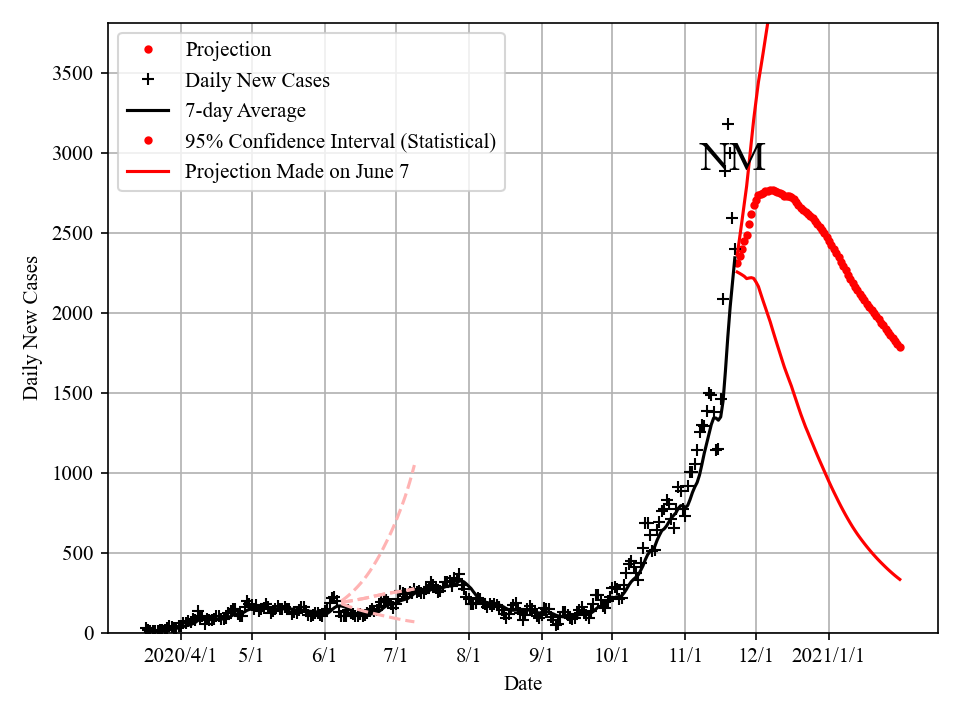 Projection
Daily New Cases
7-day Average
95% Confidence Interval (Statistical)
Projection Made on June 7
NM
3500
3000
2500
2000
1500
1000
500
0
Daily New Cases
2020/4/1 5/1 6/1 7/1 8/1 9/1 10/1 11/1 12/1 2021/1/1
Date